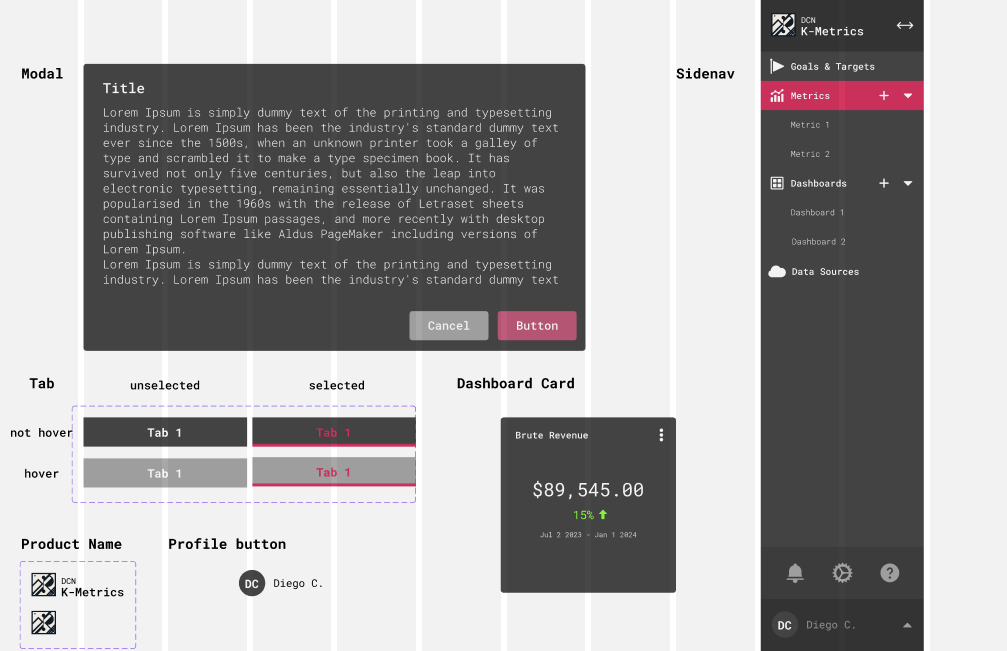 Modal
Title
Lorem Ipsum is simply dummy text of the printing and typesetting
industry. Lorem Ipsum has been the industry's standard dummy text
ever since the 1500s, when an unknown printer took a galley of
type and scrambled it to make a type specimen book. It has
survived not only five centuries, but also the leap into
electronic typesetting, remaining essentially unchanged. It was
popularised in the 1960s with the release of Letraset sheets
containing Lorem Ipsum passages, and more recently with desktop
publishing software like Aldus PageMaker including versions of
Lorem Ipsum.
Lorem Ipsum is simply dummy text of the printing and typesetting
industry. Lorem Ipsum has been the industry's standard dummy text
Cancel
Button
Tab
unselected
selected
not hover
Tab 1
Tab 1
hover
Tab 1
Tab 1
Product Name
DCN
K-Metrics
Profile button
DC
Diego C.
Dashboard Card
Brute Revenue
$89,545.00
15%
Jul 2 2023 - Jan 1 2024
Sidenav
DCN
K-Metrics
Goals & Targets
Metrics
Metric 1
Metric 2
Dashboards
Dashboard 1
Dashboard 2
Data Sources
DC
Diego C.